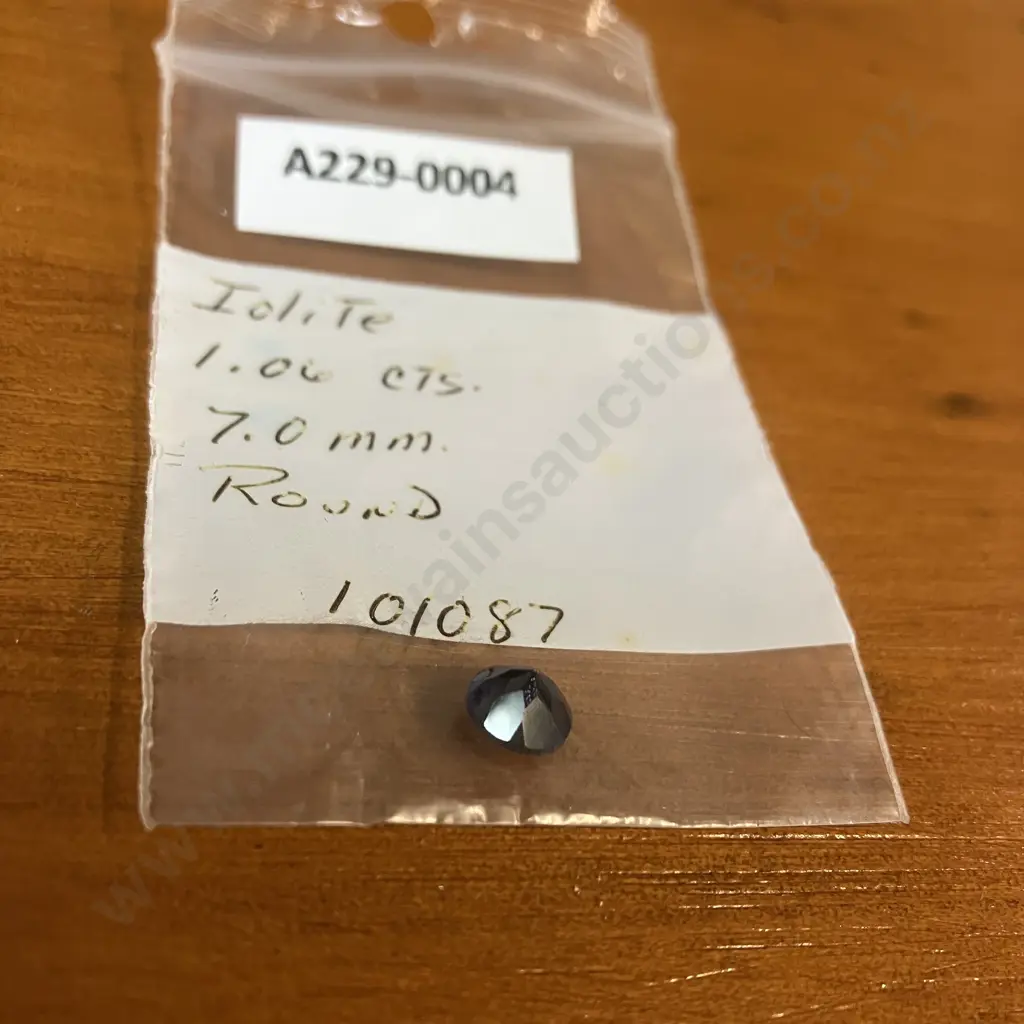 A229-0004
Iolite
1.06 cts.
7.0 mm.
Round
101087